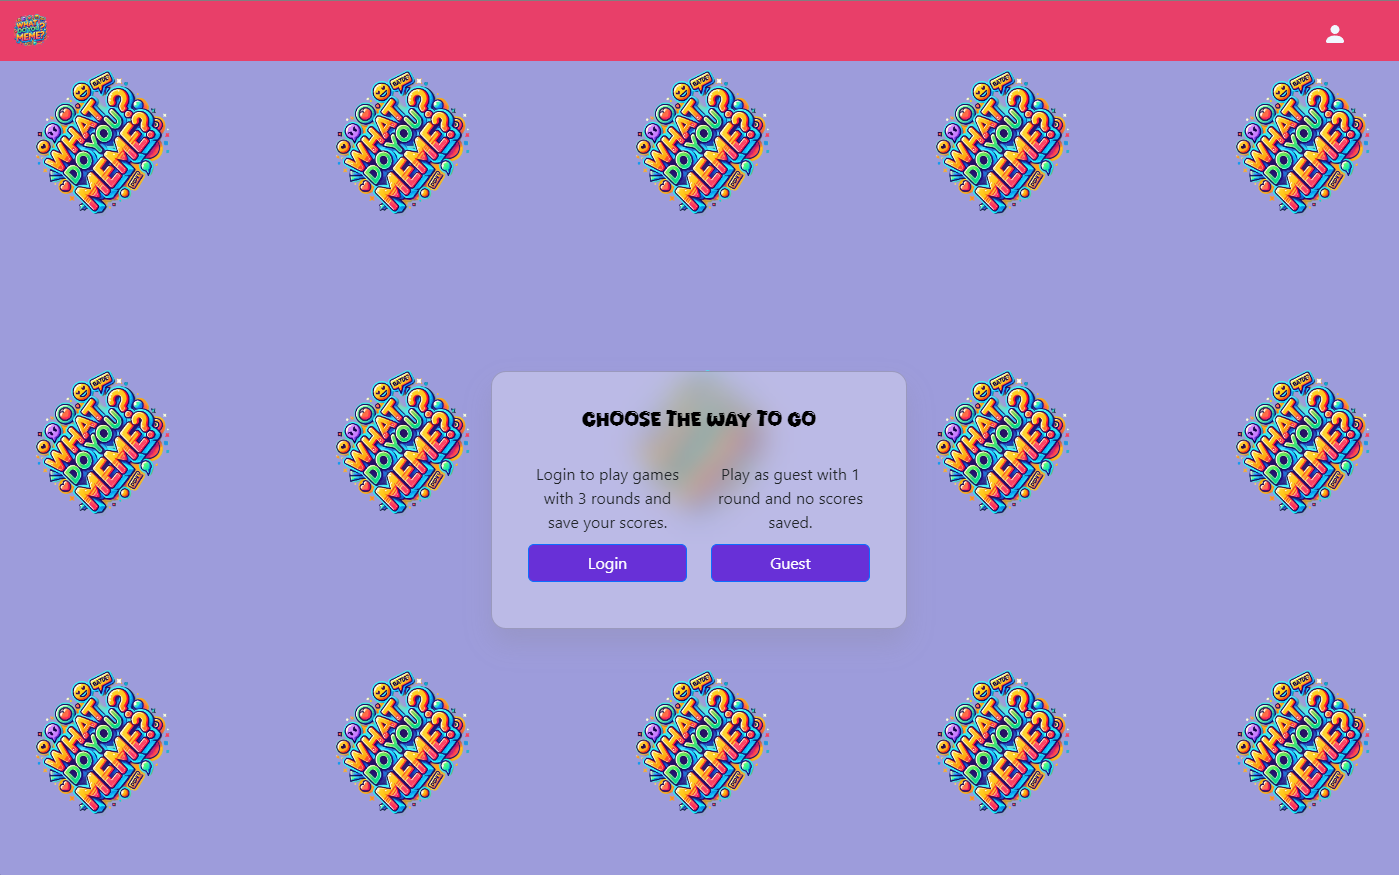 WHAT
DO YOU
MEME?
WHAT
DO YOU?
MEME?
WHAT
DO YOU?
MEME?
WHAT
DO YOU?
MEME?
WHAT
DO YOU?
MEME?
WHAT
DO YOU?
MEME?
WHAT
DO YOU?
MEME?
WHAT
DO YOU?
MEME?
CHOOSE THE WAY TO GO
Login to play games
with 3 rounds and
save your scores.
Play as guest with 1
round and no scores
saved.
Login
Guest
WHAT
DO YOU?
MEME?
WHAT
DO YOU?
MEME?
WHAT
DO YOU?
MEME?
WHAT
DO YOU?
MEME?
WHAT
DO YOU?
MEME?
WHAT
DO YOU?
MEME?
WHAT
DO YOU?
MEME?